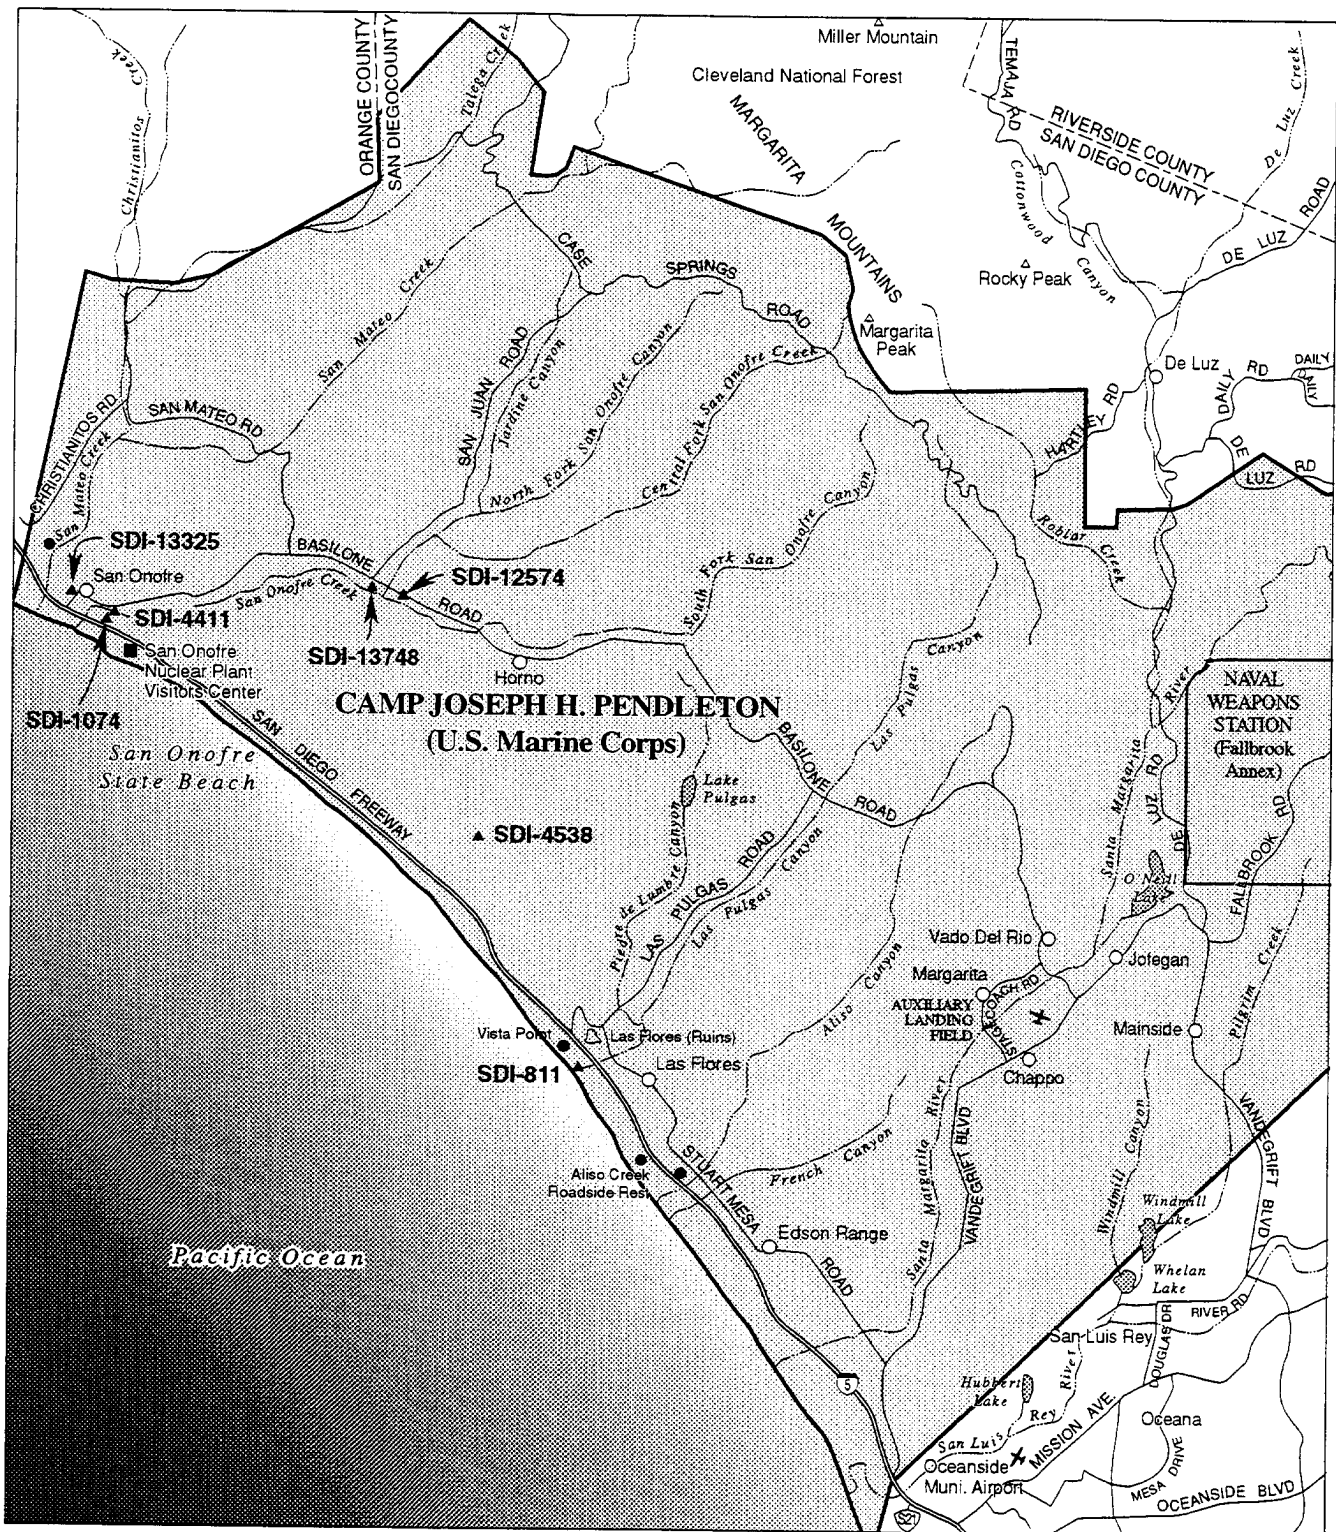 Miller Mountain
Cleveland National Forest
MARGARITA
MOUNTAINS
ORANGE COUNTY
SAN DIEGO COUNTY
Talega Creek
Christianitos Creek
TEMAJA RD
RIVERSIDE COUNTY
SAN DIEGO COUNTY
De Luz Creek
Cottonwood Canyon
DE LUZ ROAD
Rocky Peak
Margarita
Peak
CASE SPRINGS ROAD
San Mateo Creek
SAN JUAN ROAD
Jardine Canyon
North Fork San Onofre Canyon
Central Fork San Onofre Creek
De Luz
DAILY RD
DAILY
DAILY
HARTLEY RD
DE LUZ RD
CHRISTIANITOS RD
SAN MATEO RD
San Mateo Creek
South Fork San Onofre Canyon
Roblar Creek
SDI-13325
San Onofre
BASILONE ROAD
San Onofre Creek
SDI-12574
SDI-4411
SDI-13748
San Onofre
Nuclear Plant
Visitors Center
SDI-1074
Horno
CAMP JOSEPH H. PENDLETON
(U.S. Marine Corps)
Las Pulgas Canyon
Santa Margarita River
NAVAL
WEAPONS
STATION
(Fallbrook
Annex)
San Onofre
State Beach
SAN DIEGO FREEWAY
BASILONE ROAD
Lake
Pulgas
SDI-4538
Piedre de Lumbre Canyon
LAS PULGAS ROAD
Las Pulgas Canyon
DE LUZ RD
O'Neill
FALLBROOK RD
Vado Del Rio
Jofegan
Margarita
STAGECOACH RD
AUXILIARY
LANDING
FIELD
Aliso Canyon
Mainside
Pilgrim Creek
Vista Point
Las Flores (Ruins)
SDI-811
Las Flores
Chappo
Santa Margarita River
VANDEGRIFT BLVD
Windmill Canyon
VANDEGRIFT BLVD
Aliso Creek
Roadside Rest
STUART MESA ROAD
French Canyon
Edson Range
Windmill
Lake
Whelan
Lake
Pacific Ocean
RIVER RD
San Luis Rey
DOUGLAS DR
5
Hubbert
Lake
San Luis Rey River
MISSION AVE.
Oceana
Oceanside
Muni. Airport
MESA DRIVE
OCEANSIDE BLVD